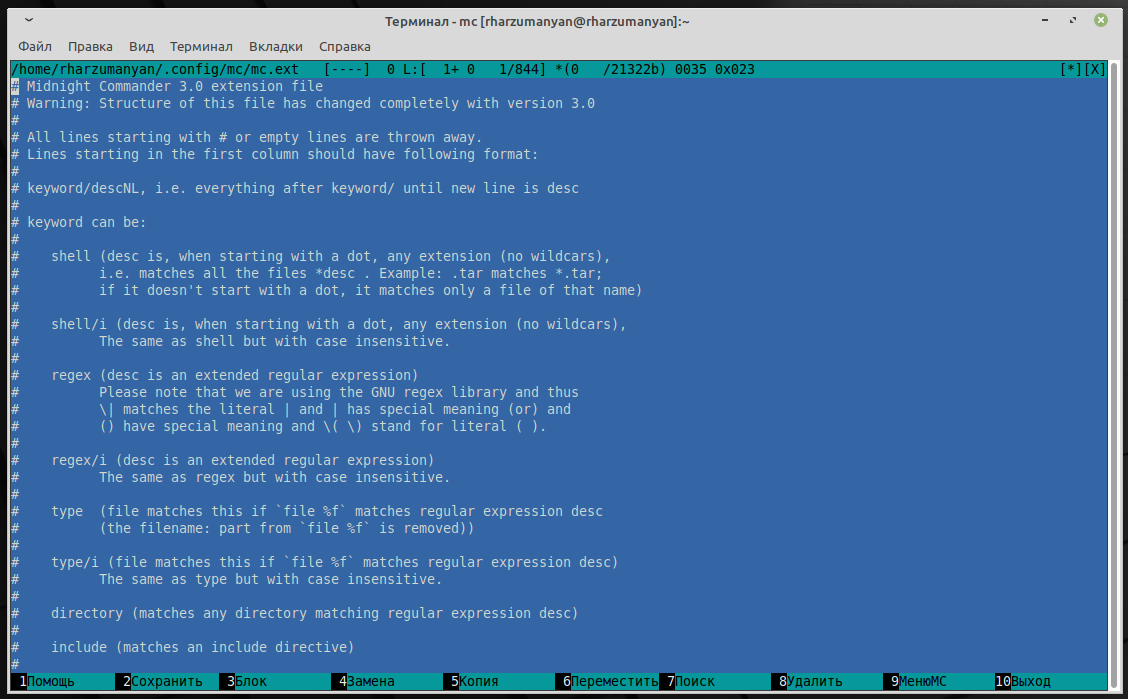 Терминал - mc [rharzumanyan@rharzumanyan]:~
Файл Правка Вид Терминал Вкладки Справка
/home/rharzumanyan/.config/mc/mc.ext   [----]  0 L:[  1+ 0   1/844] *(0   /21322b) 0035 0x023 [*][X]
# Midnight Commander 3.0 extension file
# Warning: Structure of this file has changed completely with version 3.0
#
# All lines starting with # or empty lines are thrown away.
# Lines starting in the first column should have following format:
#
# keyword/descNL, i.e. everything after keyword/ until new line is desc
#
# keyword can be:
#
#    shell (desc is, when starting with a dot, any extension (no wildcars),
#          i.e. matches all the files *desc . Example: .tar matches *.tar;
#          if it doesn't start with a dot, it matches only a file of that name)
#
#    shell/i (desc is, when starting with a dot, any extension (no wildcars),
#          The same as shell but with case insensitive.
#
#    regex (desc is an extended regular expression)
#          Please note that we are using the GNU regex library and thus
#          \| matches the literal | and | has special meaning (or) and
#          () have special meaning and \( \) stand for literal ( ).
#
#    regex/i (desc is an extended regular expression)
#          The same as regex but with case insensitive.
#
#    type  (file matches this if `file %f` matches regular expression desc
#          (the filename: part from `file %f` is removed))
#
#    type/i (file matches this if `file %f` matches regular expression desc)
#          The same as type but with case insensitive.
#
#    directory (matches any directory matching regular expression desc)
#
#    include (matches an include directive)
#
1Помощь 2Сохранить 3Блок 4Замена 5Копия 6Переместить 7Поиск 8Удалить 9МенюMC 10Выход